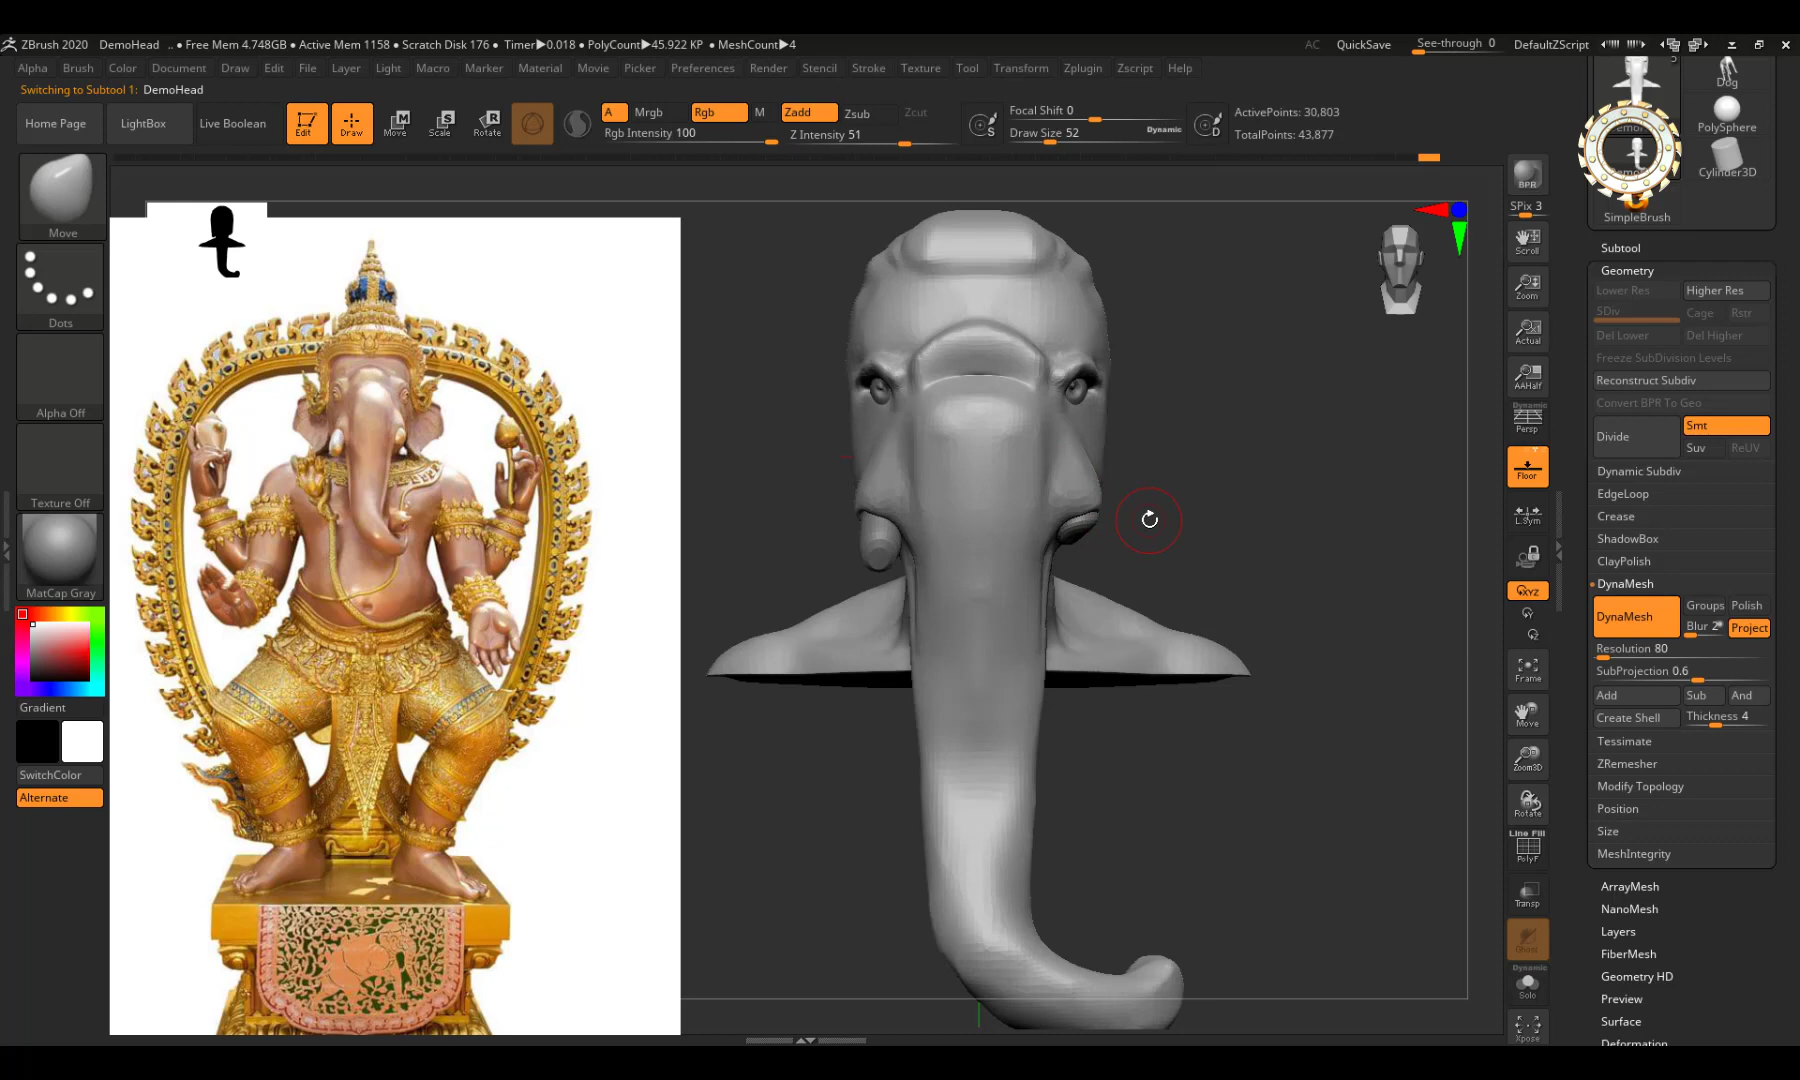 ZBrush 2020 DemoHead .. • Free Mem 4.748GB • Active Mem 1158 • Scratch Disk 176 • Timer▶0.018 • PolyCount▶45.922 KP • MeshCount▶4 AC QuickSave See-through 0 DefaultZScript
Alpha Brush Color Document Draw Edit File Layer Light Macro Marker Material Movie Picker Preferences Render Stencil Stroke Texture Tool Transform Zplugin Zscript Help
Switching to Subtool 1: DemoHead
Home Page LightBox Live Boolean Edit Draw Move Scale Rotate
A Mrgb Rgb M Zadd Zsub Zcut
Rgb Intensity 100 Z Intensity 51
Focal Shift 0
Draw Size 52 Dynamic
ActivePoints: 30,803
TotalPoints: 43,877
Move
Dots
Alpha Off
Texture Off
MatCap Gray
Gradient
SwitchColor
Alternate
BPR
SPix 3
Scroll
Zoom
Actual
AAHalf
Dynamic
Persp
Floor
L.Sym
XYZ
Frame
Move
Zoom3D
Rotate
Line Fill
PolyF
Transp
Ghost
Dynamic
Solo
Xpose
Dog
PolySphere
Cylinder3D
SimpleBrush
Subtool
Geometry
Lower Res Higher Res
SDiv Cage Rstr
Del Lower Del Higher
Freeze SubDivision Levels
Reconstruct Subdiv
Convert BPR To Geo
Divide Smt
Suv ReUV
Dynamic Subdiv
EdgeLoop
Crease
ShadowBox
ClayPolish
DynaMesh
DynaMesh Groups Polish
Blur 2 Project
Resolution 80
SubProjection 0.6
Add Sub And
Create Shell Thickness 4
Tessimate
ZRemesher
Modify Topology
Position
Size
MeshIntegrity
ArrayMesh
NanoMesh
Layers
FiberMesh
Geometry HD
Preview
Surface
Deformation